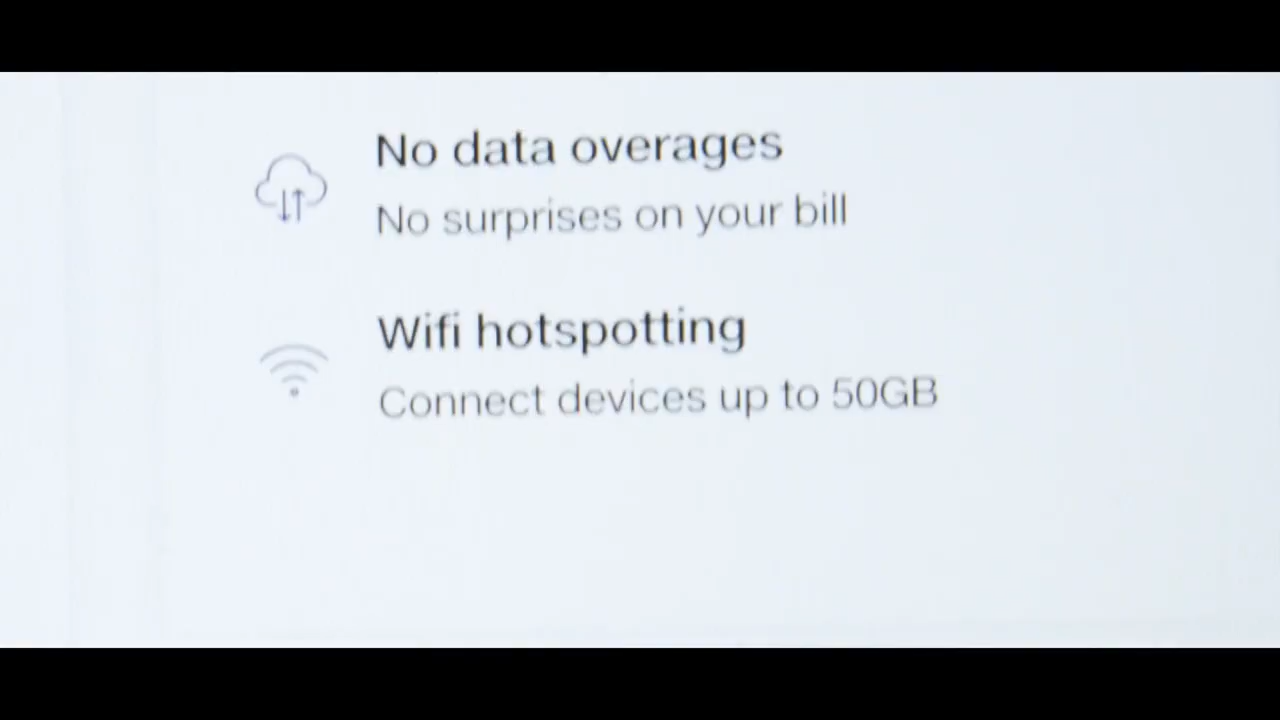 No data overages
No surprises on your bill
Wifi hotspotting
Connect devices up to 50GB